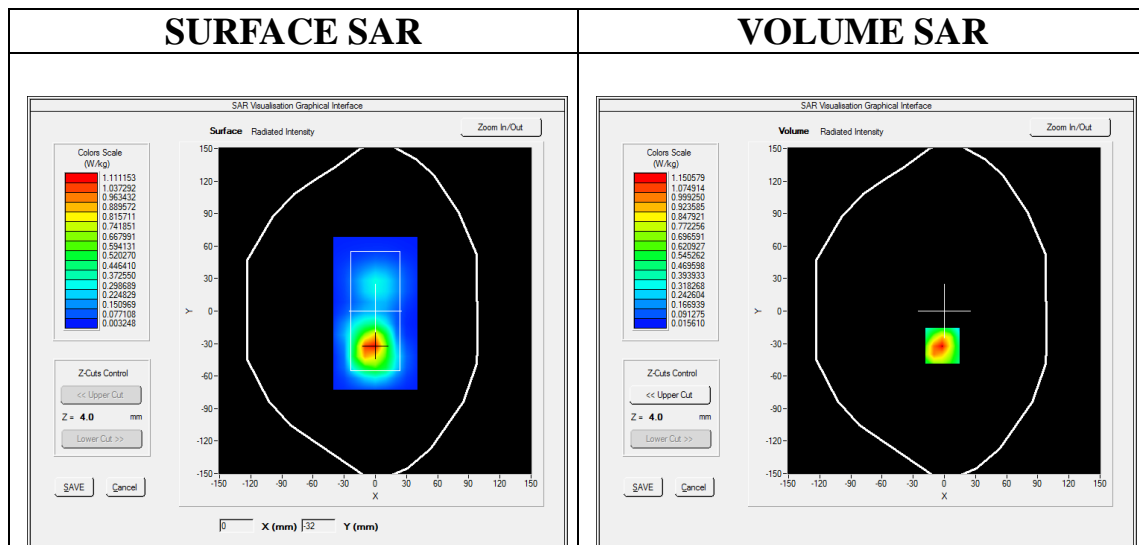 SURFACE SAR
VOLUME SAR
SAR Visualisation Graphical Interface
Surface Radiated Intensity
Zoom In/Out
Colors Scale
(W/kg)
1.111153
1.037292
0.963432
0.889572
0.815711
0.741851
0.667991
0.594131
0.520270
0.446410
0.372550
0.298689
0.224829
0.150969
0.077108
0.003248
Z-Cuts Control
<< Upper Cut
Z = 4.0 mm
Lower Cut >>
SAVE Cancel
150
120
90
60
30
0
-30
-60
-90
-120
-150
Y
-150 -120 -90 -60 -30 0 30 60 90 120 150
X
0 X (mm) -32 Y (mm)
SAR Visualisation Graphical Interface
Volume Radiated Intensity
Zoom In/Out
Colors Scale
(W/kg)
1.150579
1.074914
0.999250
0.923585
0.847921
0.772256
0.696591
0.620927
0.545262
0.469598
0.393933
0.318268
0.242604
0.166939
0.091275
0.015610
Z-Cuts Control
<< Upper Cut
Z = 4.0 mm
Lower Cut >>
SAVE Cancel
150
120
90
60
30
0
-30
-60
-90
-120
-150
Y
-150 -120 -90 -60 -30 0 30 60 90 120 150
X